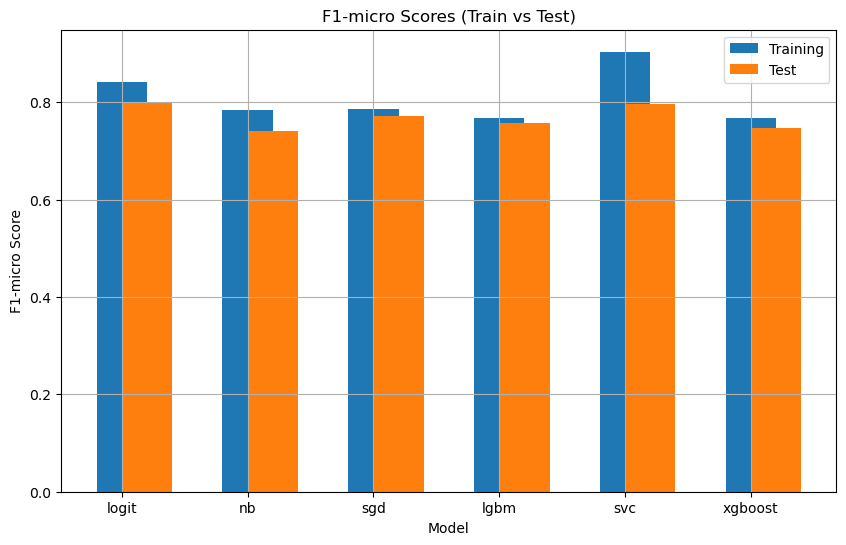 F1-micro Scores (Train vs Test)
Training
Test
F1-micro Score
0.8
0.6
0.4
0.2
0.0
logit nb sgd lgbm svc xgboost
Model